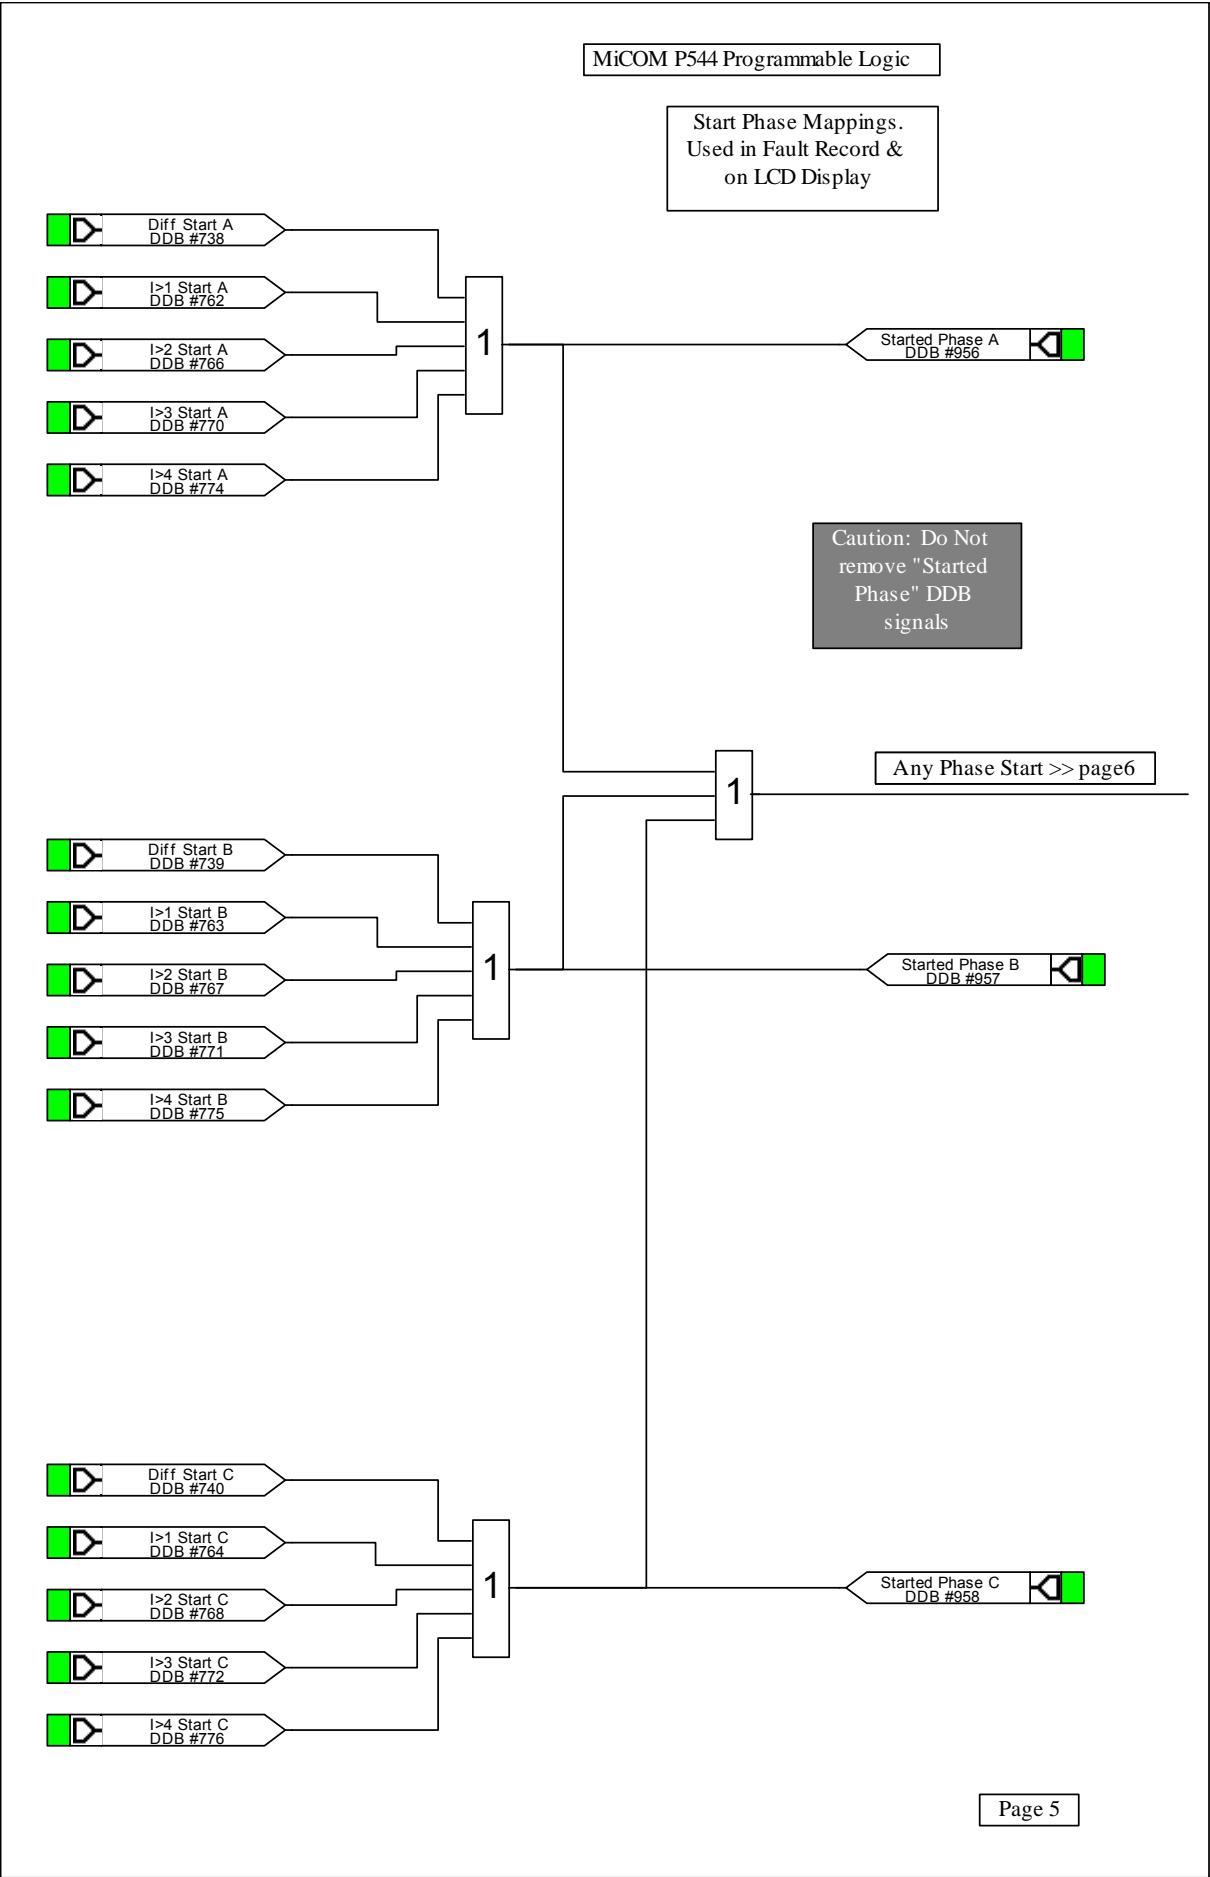 MiCOM P544 Programmable Logic
Start Phase Mappings.
Used in Fault Record &
on LCD Display
Diff Start A
DDB #738
I>1 Start A
DDB #762
I>2 Start A
DDB #766
I>3 Start A
DDB #770
I>4 Start A
DDB #774
1
Started Phase A
DDB #956
Caution: Do Not
remove "Started
Phase" DDB
signals
1
Any Phase Start >> page6
Diff Start B
DDB #739
I>1 Start B
DDB #763
I>2 Start B
DDB #767
I>3 Start B
DDB #771
I>4 Start B
DDB #775
1
Started Phase B
DDB #957
Diff Start C
DDB #740
I>1 Start C
DDB #764
I>2 Start C
DDB #768
I>3 Start C
DDB #772
I>4 Start C
DDB #776
1
Started Phase C
DDB #958
Page 5